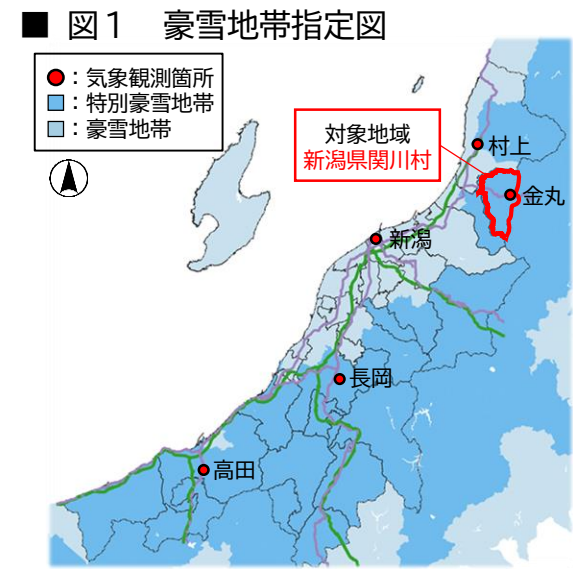 ■ 図1 豪雪地帯指定図
：気象観測箇所
：特別豪雪地帯
：豪雪地帯
対象地域
新潟県関川村
村上
金丸
新潟
長岡
高田